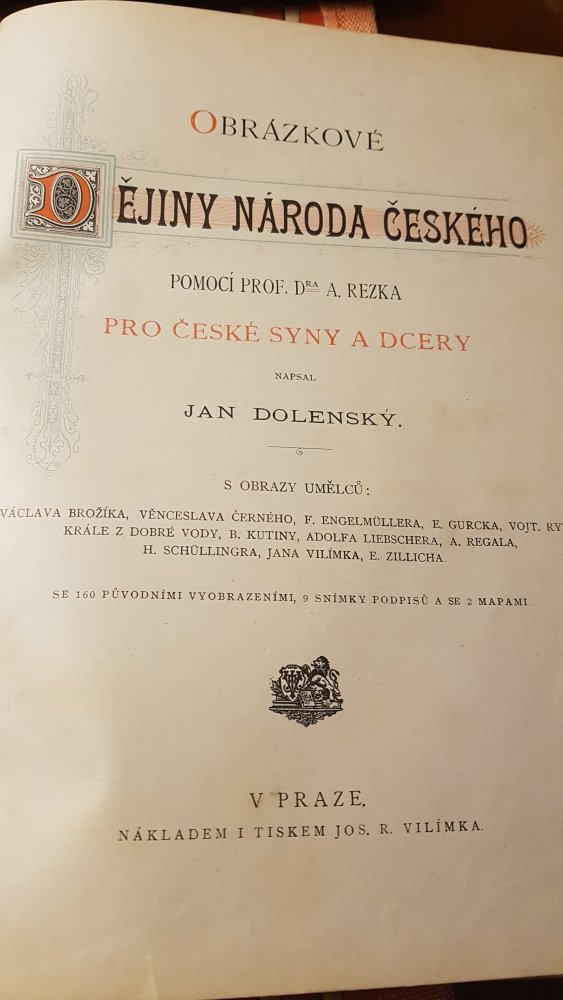 OBRÁZKOVÉ
DĚJINY NÁRODA ČESKÉHO
POMOCÍ PROF. DRA A. REZKA
PRO ČESKÉ SYNY A DCERY
NAPSAL
JAN DOLENSKÝ.
S OBRAZY UMĚLCŮ:
VÁCLAVA BROŽÍKA, VĚNCESLAVA ČERNÉHO, F. ENGELMÜLLERA, E. GURCKA, VOJT.
KRÁLE Z DOBRÉ VODY, B. KUTINY, ADOLFA LIEBSCHERA, A. REGALA,
H. SCHÜLLINGRA, JANA VILÍMKA, E. ZILLICHA.
SE 160 PŮVODNÍMI VYOBRAZENÍMI, 9 SNÍMKY PODPISŮ A SE 2 MAPAMI.
V PRAZE.
NÁKLADEM I TISKEM JOS. R. VILÍMKA.